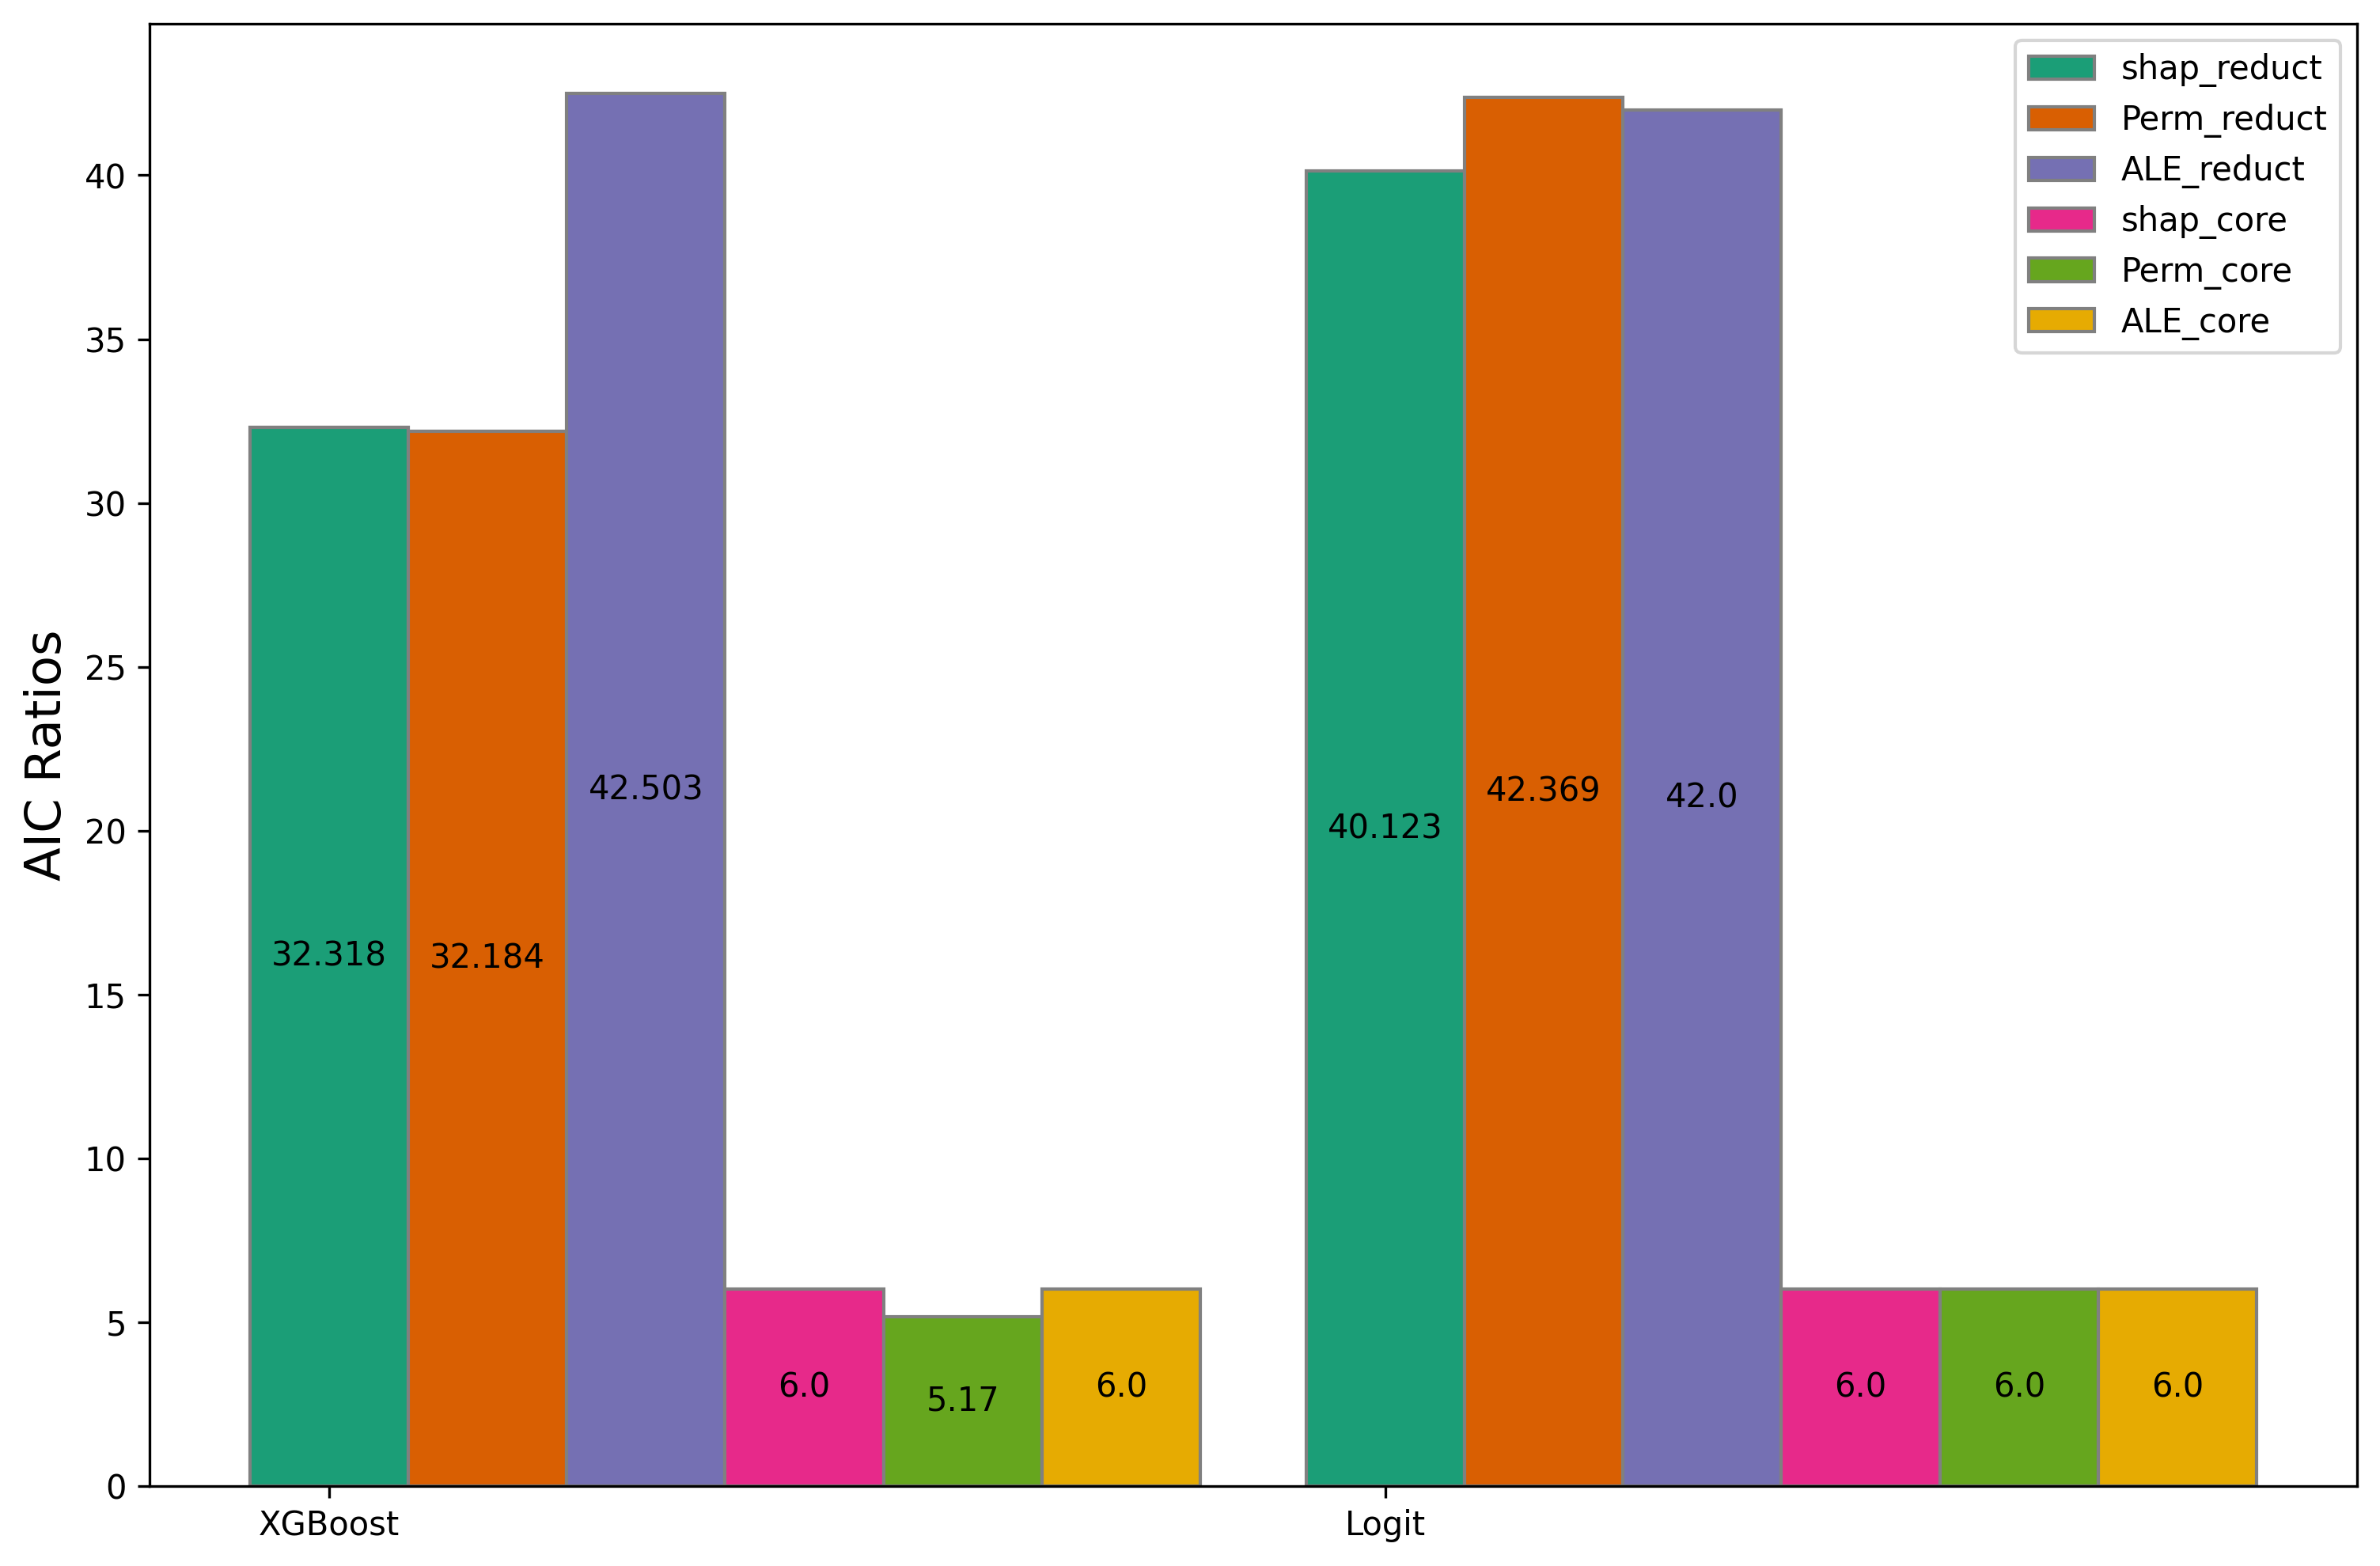 AIC Ratios
40
35
30
25
20
15
10
5
0
32.318
32.184
42.503
6.0
5.17
6.0
40.123
42.369
42.0
6.0
6.0
6.0
XGBoost
Logit
shap_reduct
Perm_reduct
ALE_reduct
shap_core
Perm_core
ALE_core